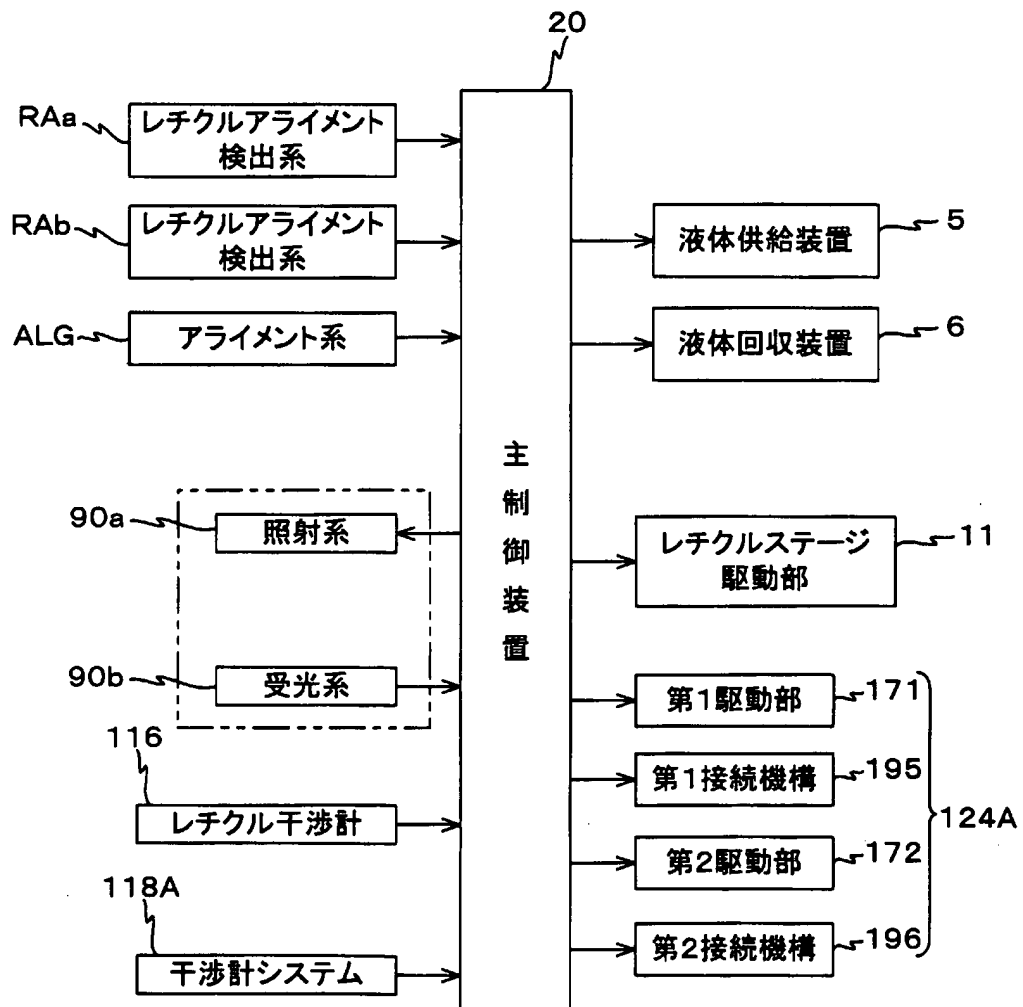 20
RAa
レチクルアライメント
検出系
RAb
レチクルアライメント
検出系
ALG
アライメント系
90a
照射系
90b
受光系
116
レチクル干渉計
118A
干渉計システム
主制御装置
液体供給装置
5
液体回収装置
6
レチクルステージ
駆動部
11
第1駆動部
171
第1接続機構
195
第2駆動部
172
第2接続機構
196
124A